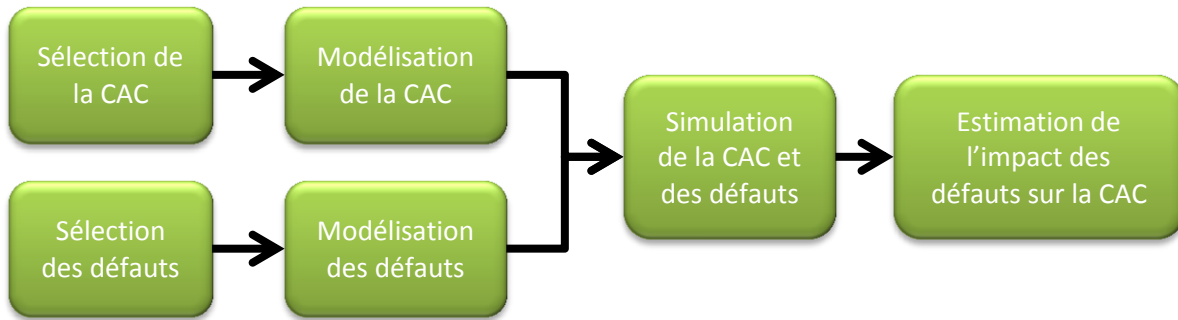 Sélection de
la CAC
Modélisation
de la CAC
Sélection
des défauts
Modélisation
des défauts
Simulation
de la CAC et
des défauts
Estimation de
l’impact des
défauts sur la CAC